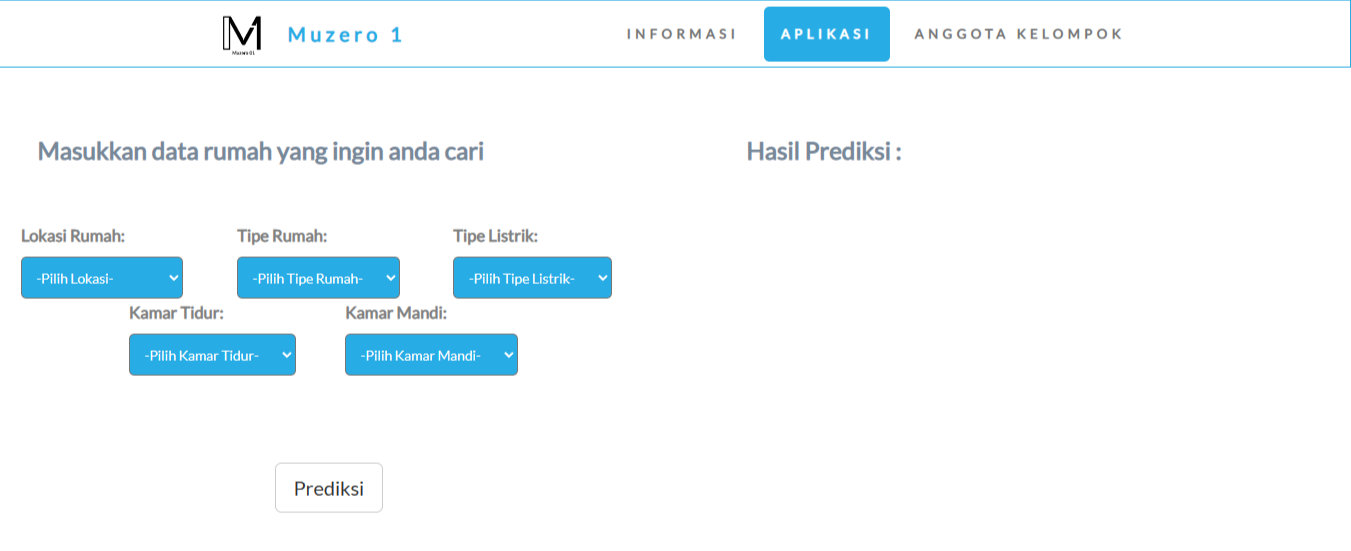 Muzero 01
Muzero 1
INFORMASI
APLIKASI
ANGGOTA KELOMPOK
Masukkan data rumah yang ingin anda cari
Hasil Prediksi :
Lokasi Rumah:
Tipe Rumah:
Tipe Listrik:
-Pilih Lokasi-
-Pilih Tipe Rumah-
-Pilih Tipe Listrik-
Kamar Tidur:
Kamar Mandi:
-Pilih Kamar Tidur-
-Pilih Kamar Mandi-
Prediksi